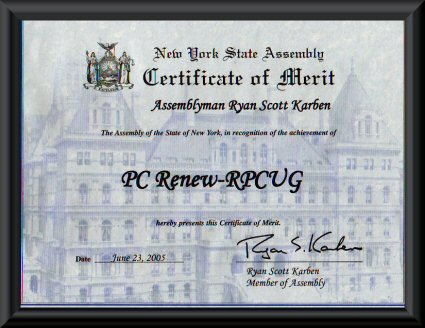 New York State Assembly
Certificate of Merit
Assemblyman Ryan Scott Karben
The Assembly of the State of New York, in recognition of the achievement of
PC Renew-RPCUG
hereby presents this Certificate of Merit.
Ryan S. Karben
Date June 23, 2005
Ryan Scott Karben
Member of Assembly